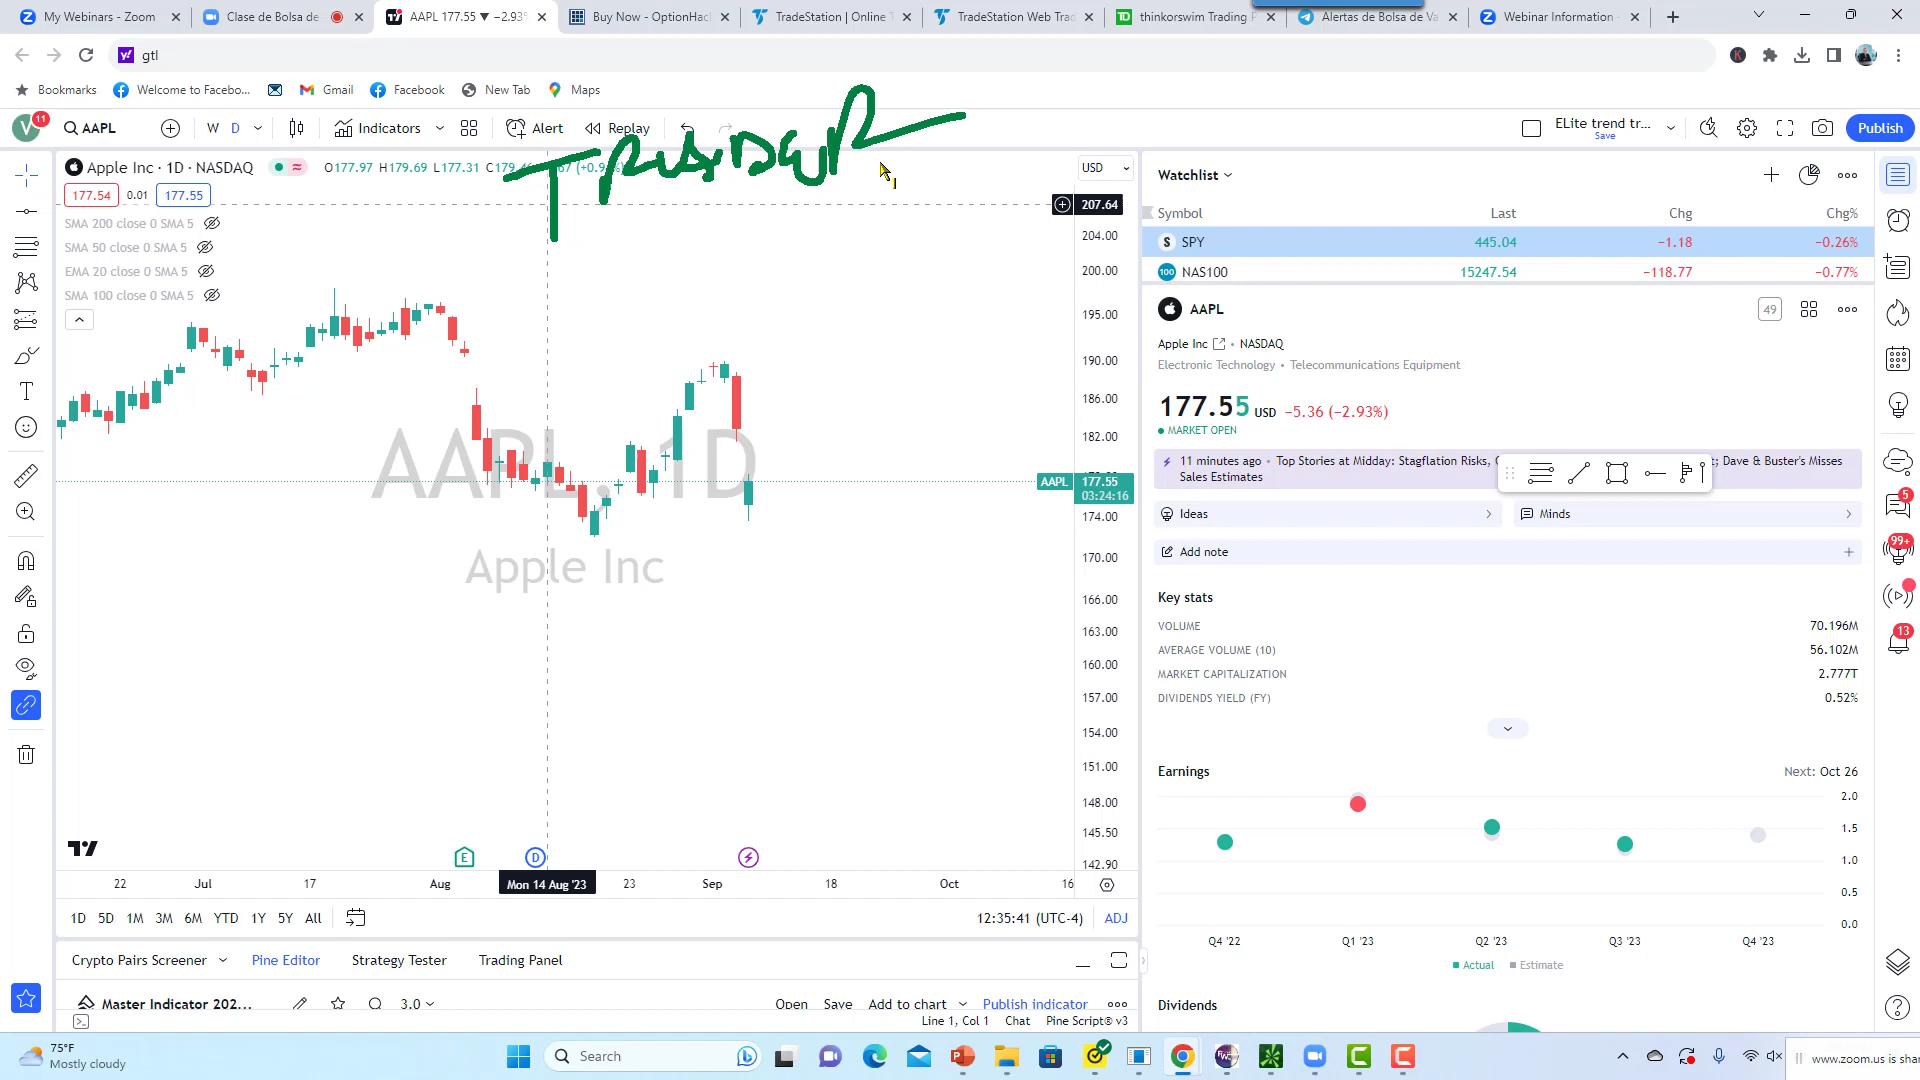 My Webinars - Zoom
Clase de Bolsa de
AAPL 177.55 ▼ −2.93%
Buy Now - OptionHac
TradeStation | Online T
TradeStation Web Trad
thinkorswim Trading P
Alertas de Bolsa de Va
Webinar Information
gtl
Bookmarks
Welcome to Facebo...
Gmail
Facebook
New Tab
Maps
V 11
AAPL
W D
Indicators
Alert
Replay
ELite trend tr...
Save
Publish
TRADER
Apple Inc · 1D · NASDAQ
O177.97 H179.69 L177.31
177.54 0.01 177.55
SMA 200 close 0 SMA 5
SMA 50 close 0 SMA 5
EMA 20 close 0 SMA 5
SMA 100 close 0 SMA 5
AAPL, 1D
Apple Inc
USD
207.64
204.00
200.00
195.00
190.00
186.00
182.00
AAPL 177.55
03:24:16
174.00
170.00
166.00
163.00
160.00
157.00
154.00
151.00
148.00
145.50
142.90
E D
22 Jul 17 Aug Mon 14 Aug '23 23 Sep 18 Oct 16
1D 5D 1M 3M 6M YTD 1Y 5Y All
12:35:41 (UTC-4) ADJ
Crypto Pairs Screener Pine Editor Strategy Tester Trading Panel
Master Indicator 202... 3.0 Open Save Add to chart Publish indicator
Line 1, Col 1 Chat Pine Script® v3
Watchlist
Symbol Last Chg Chg%
SPY 445.04 −1.18 −0.26%
NAS100 15247.54 −118.77 −0.77%
AAPL 49
Apple Inc • NASDAQ
Electronic Technology • Telecommunications Equipment
177.55 USD −5.36 (−2.93%)
MARKET OPEN
11 minutes ago • Top Stories at Midday: Stagflation Risks, t; Dave & Buster's Misses
Sales Estimates
Ideas
Minds
Add note
Key stats
VOLUME 70.196M
AVERAGE VOLUME (10) 56.102M
MARKET CAPITALIZATION 2.777T
DIVIDENDS YIELD (FY) 0.52%
Earnings Next: Oct 26
2.0
1.5
1.0
0.5
0.0
Q4 '22 Q1 '23 Q2 '23 Q3 '23 Q4 '23
Actual Estimate
Dividends
5
99+
13
75°F
Mostly cloudy
Search
www.zoom.us is shar